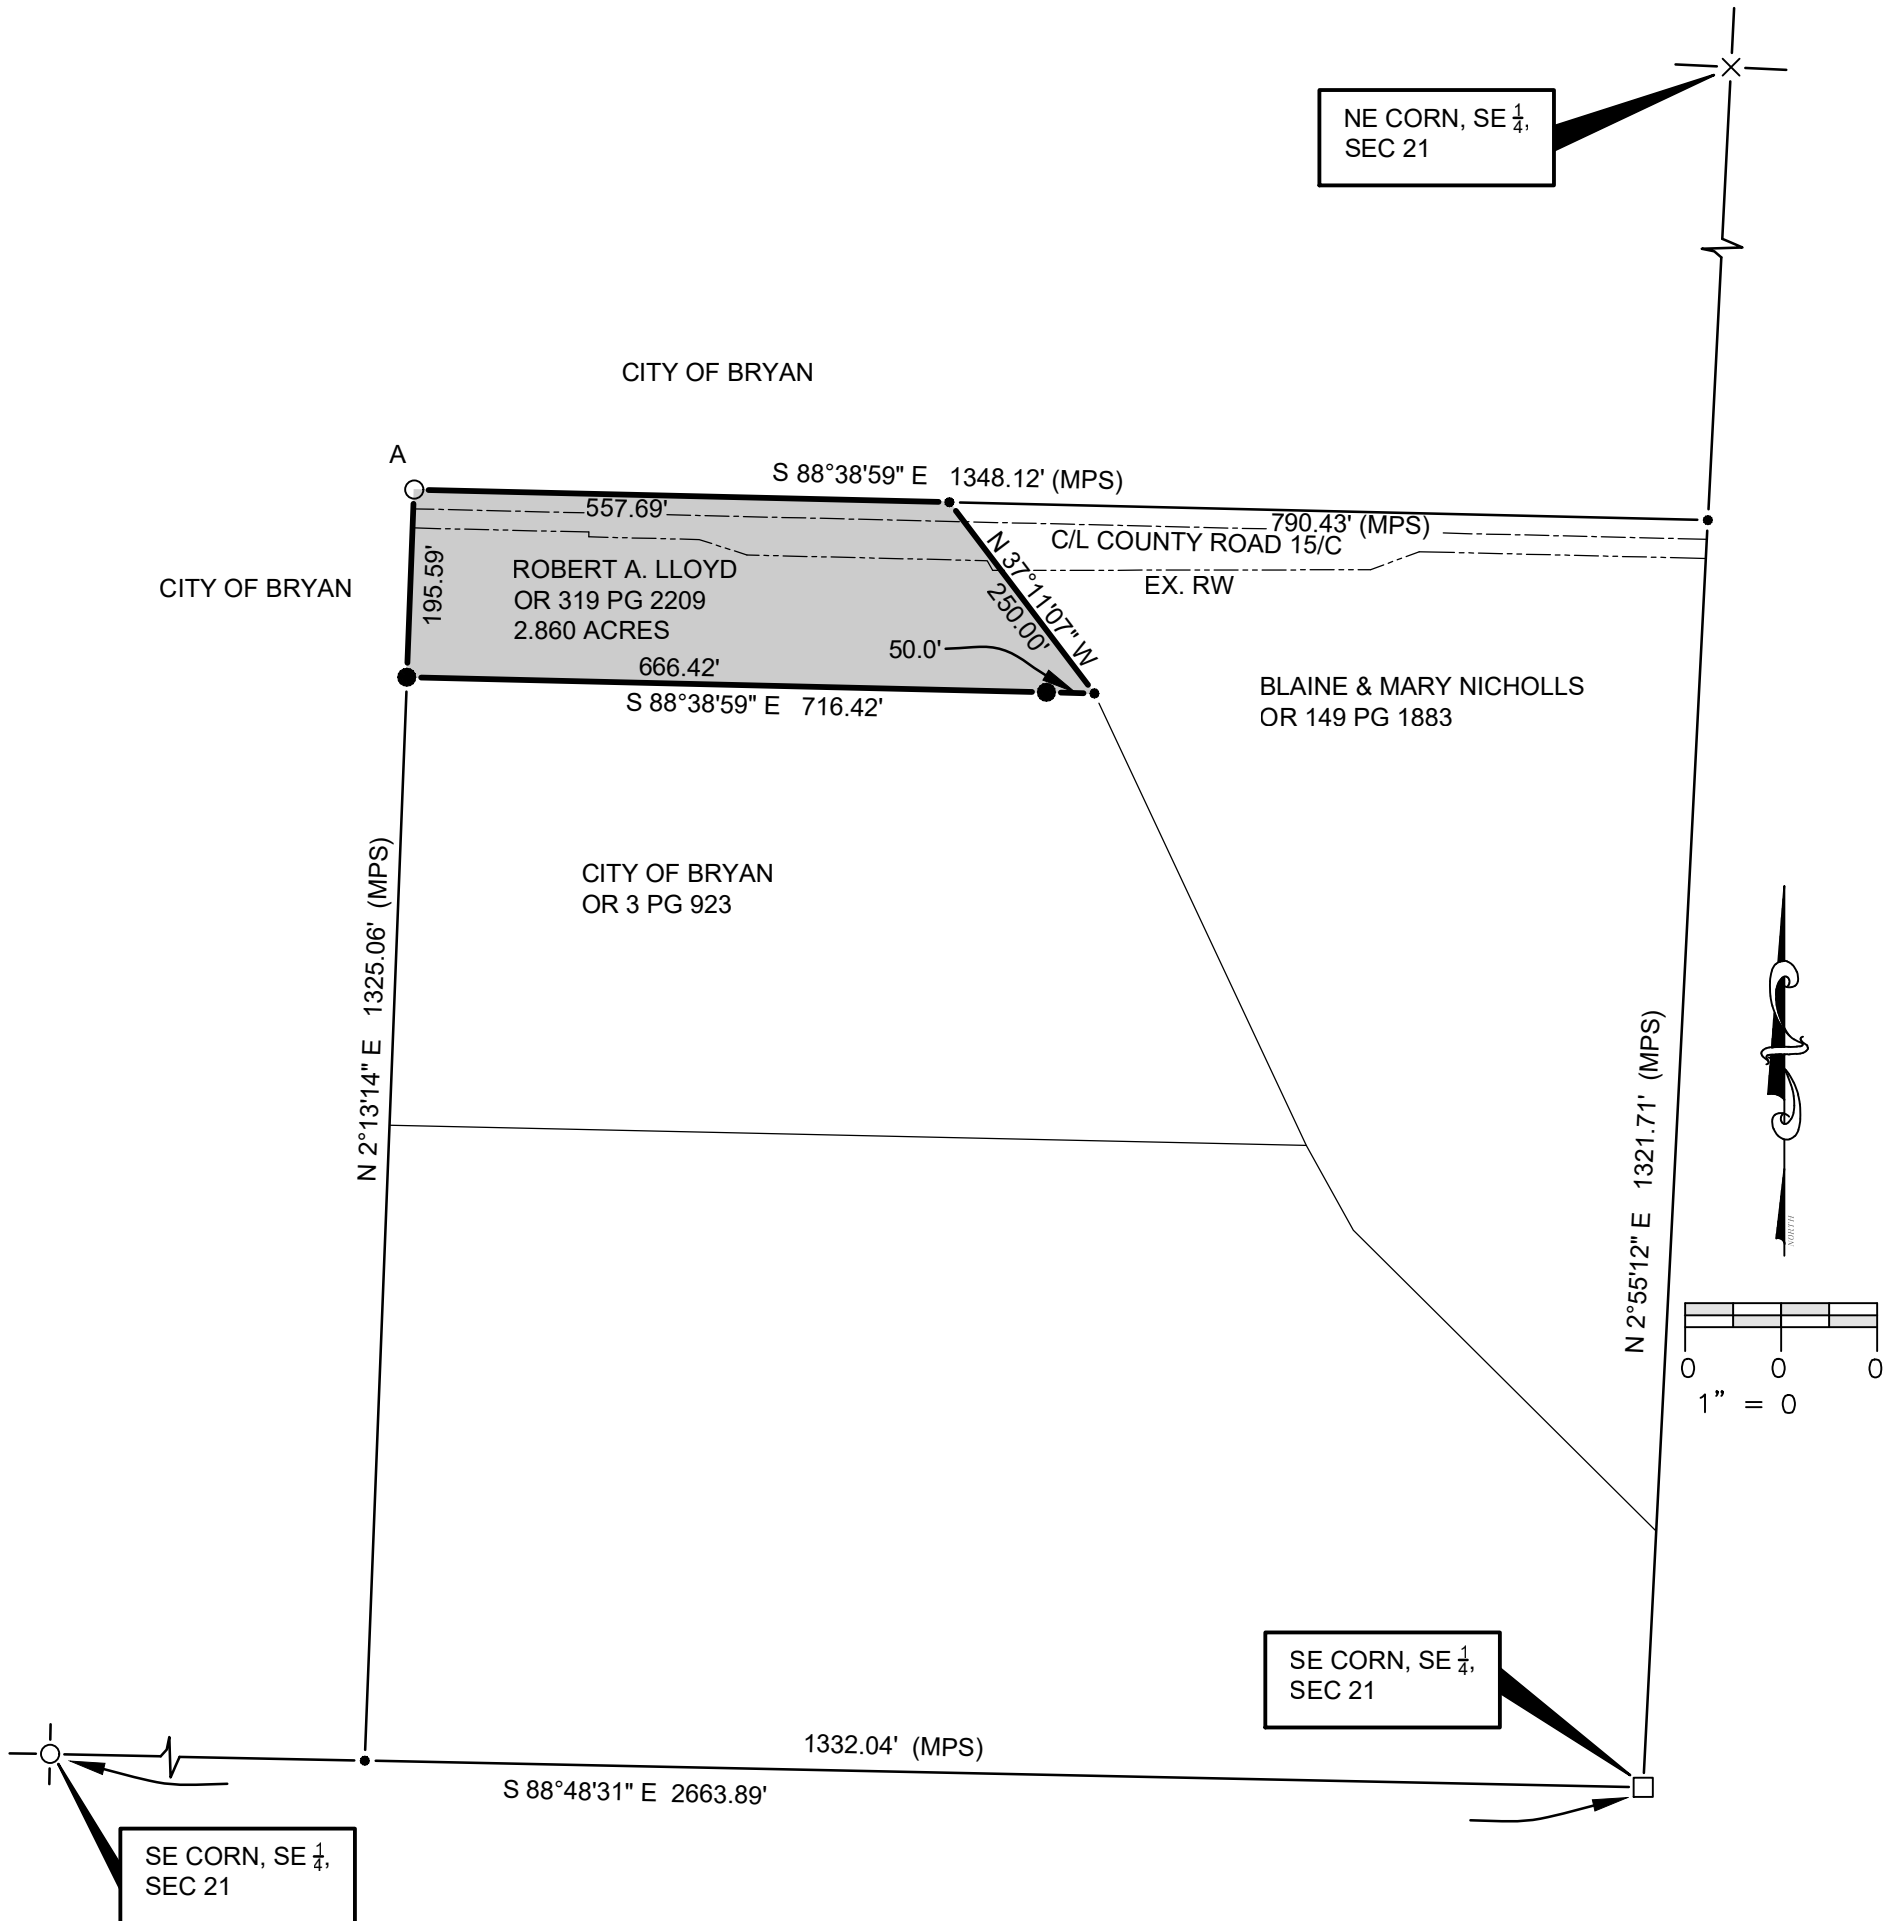 NE CORN, SE 1/4,
SEC 21
CITY OF BRYAN
A
S 88°38'59" E 1348.12' (MPS)
557.69'
790.43' (MPS)
C/L COUNTY ROAD 15/C
EX. RW
N 37°11'07" W
250.00'
CITY OF BRYAN
195.59'
ROBERT A. LLOYD
OR 319 PG 2209
2.860 ACRES
50.0'
666.42'
S 88°38'59" E 716.42'
BLAINE & MARY NICHOLLS
OR 149 PG 1883
CITY OF BRYAN
OR 3 PG 923
N 2°13'14" E 1325.06' (MPS)
N 2°55'12" E 1321.71' (MPS)
NORTH
0 0 0
1" = 0
SE CORN, SE 1/4,
SEC 21
1332.04' (MPS)
S 88°48'31" E 2663.89'
SE CORN, SE 1/4,
SEC 21